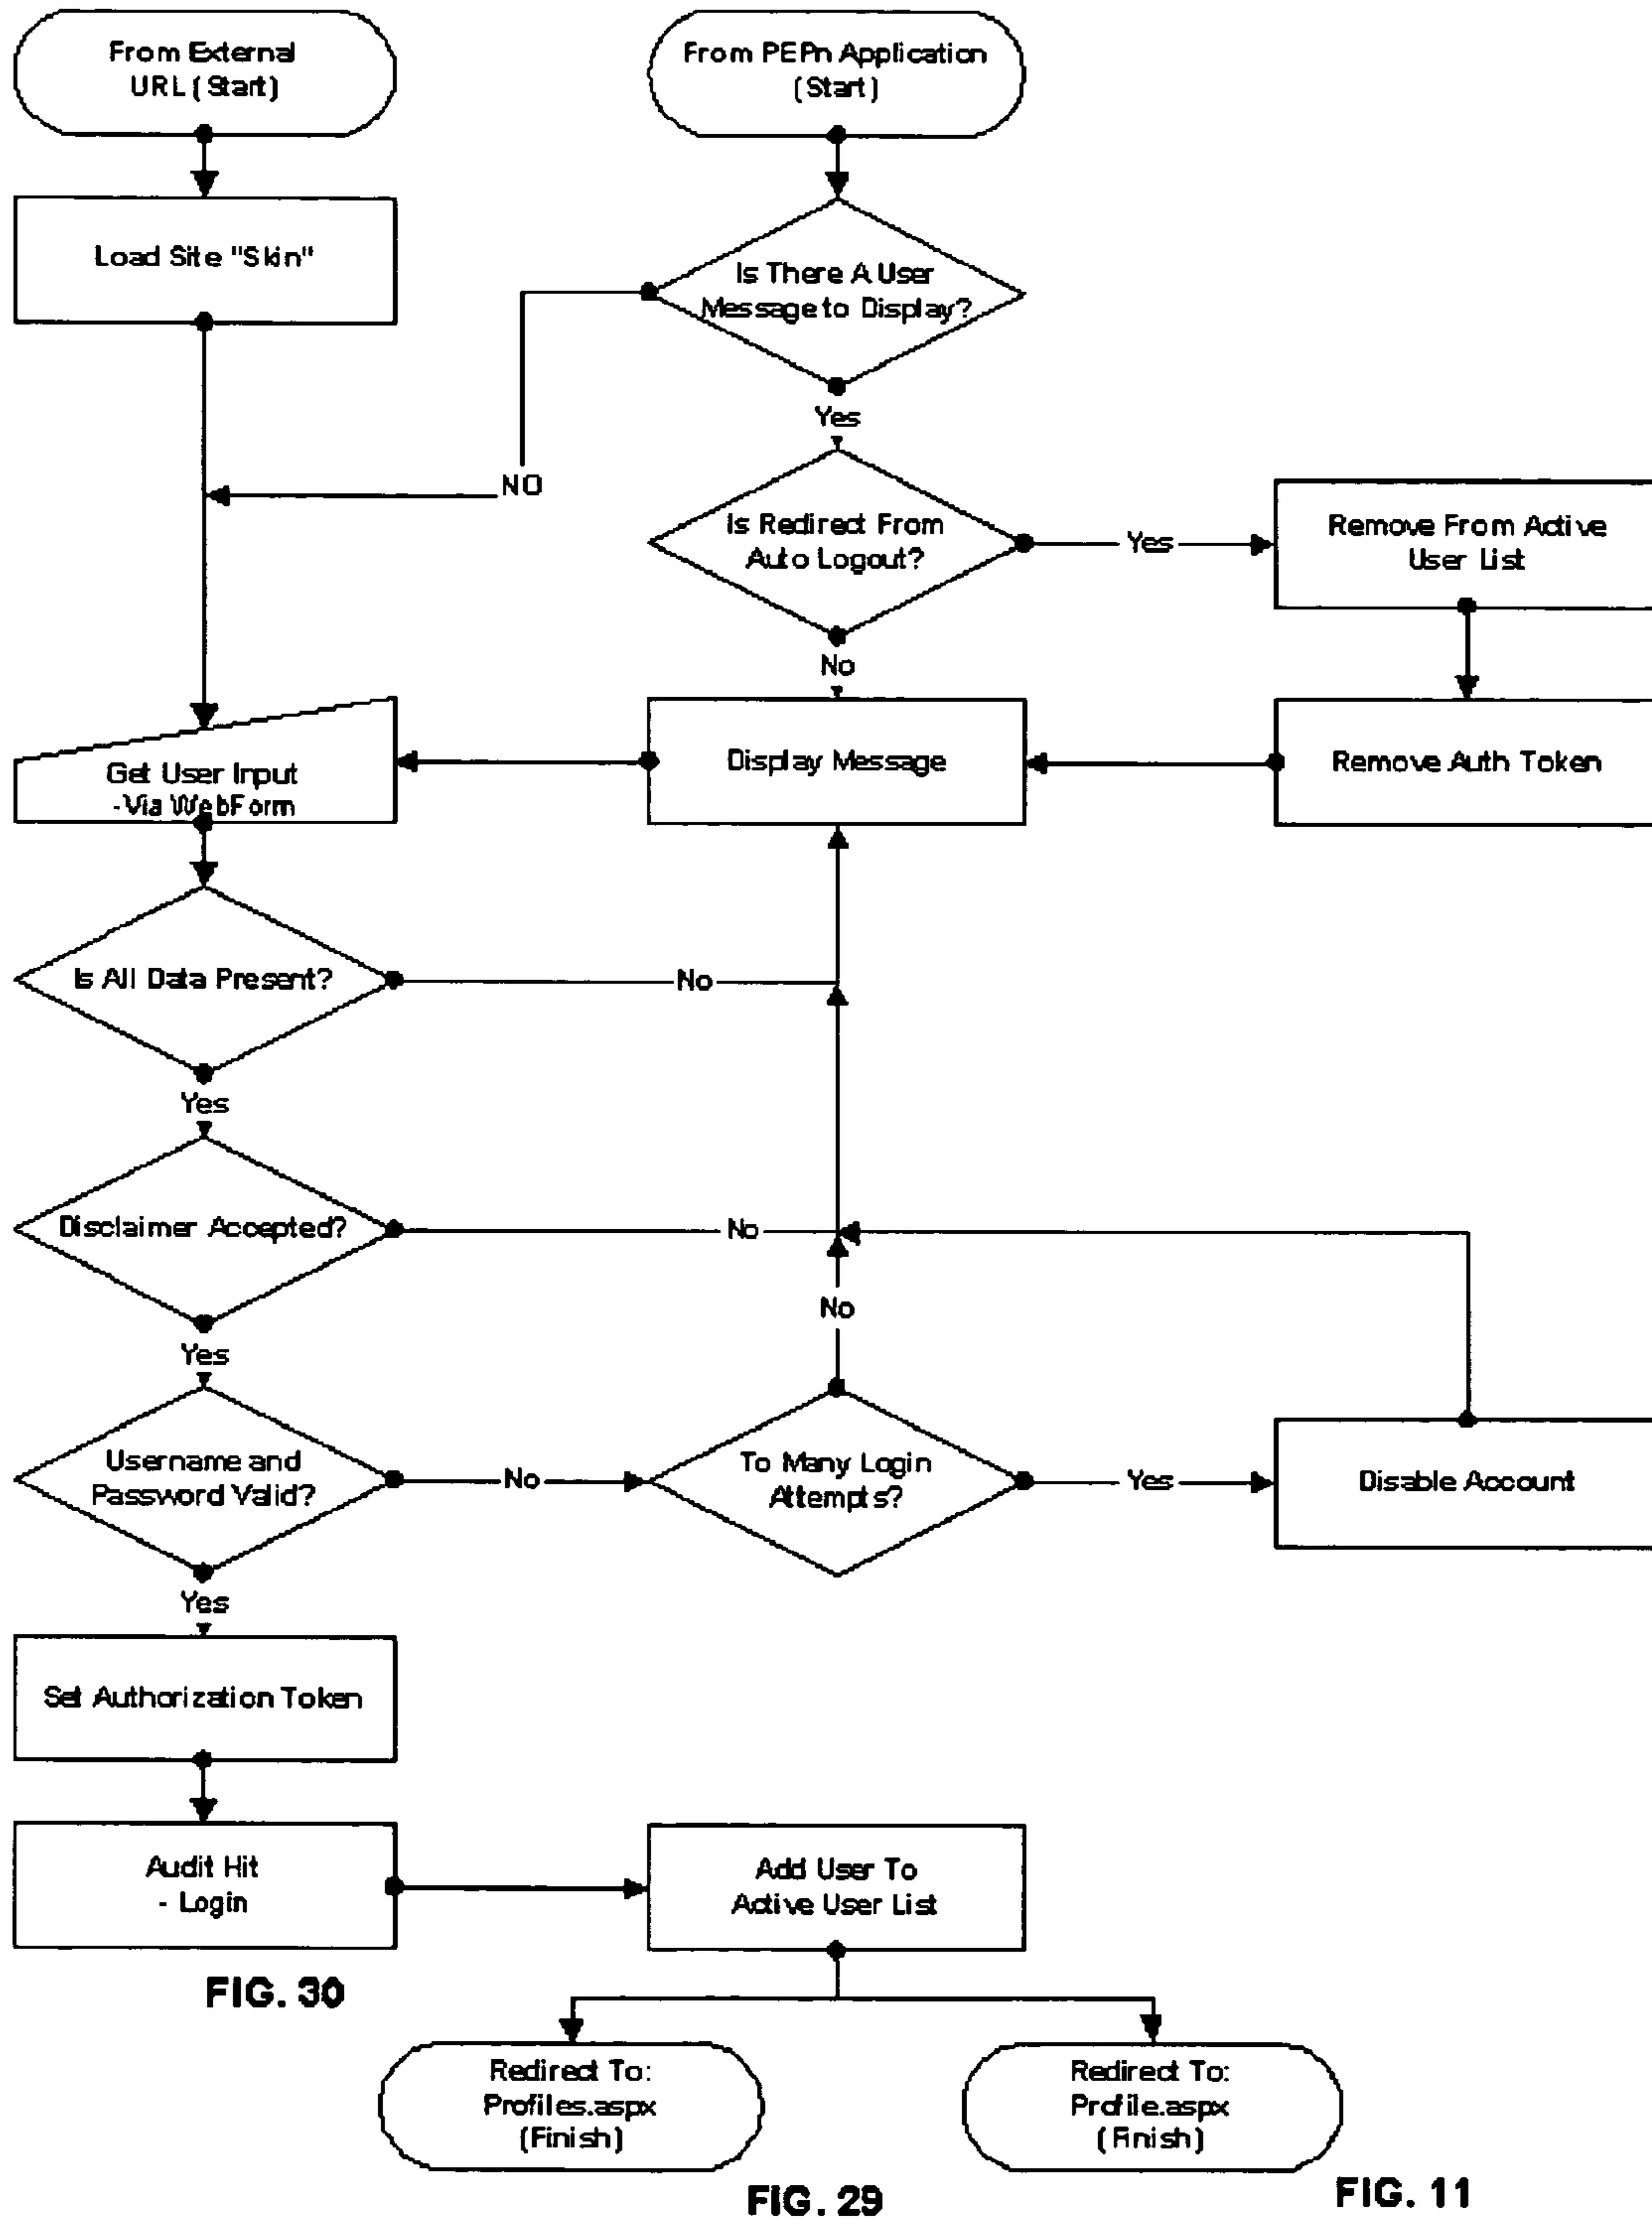 From External
URL (Start)
From PEPn Application
(Start)
Load Site "Skin"
Is There A User
Message to Display?
Yes
NO
Is Redirect From
Auto Logout?
Yes
Remove From Active
User List
No
Get User Input
-Via WebForm
Display Message
Remove Auth Token
Is All Data Present?
No
Yes
Disclaimer Accepted?
No
No
Yes
Username and
Password Valid?
No
To Many Login
Attempts?
Yes
Disable Account
Yes
Set Authorization Token
Audit Hit
- Login
Add User To
Active User List
FIG. 30
Redirect To:
Profiles.aspx
(Finish)
Redirect To:
Profile.aspx
(Finish)
FIG. 29
FIG. 11